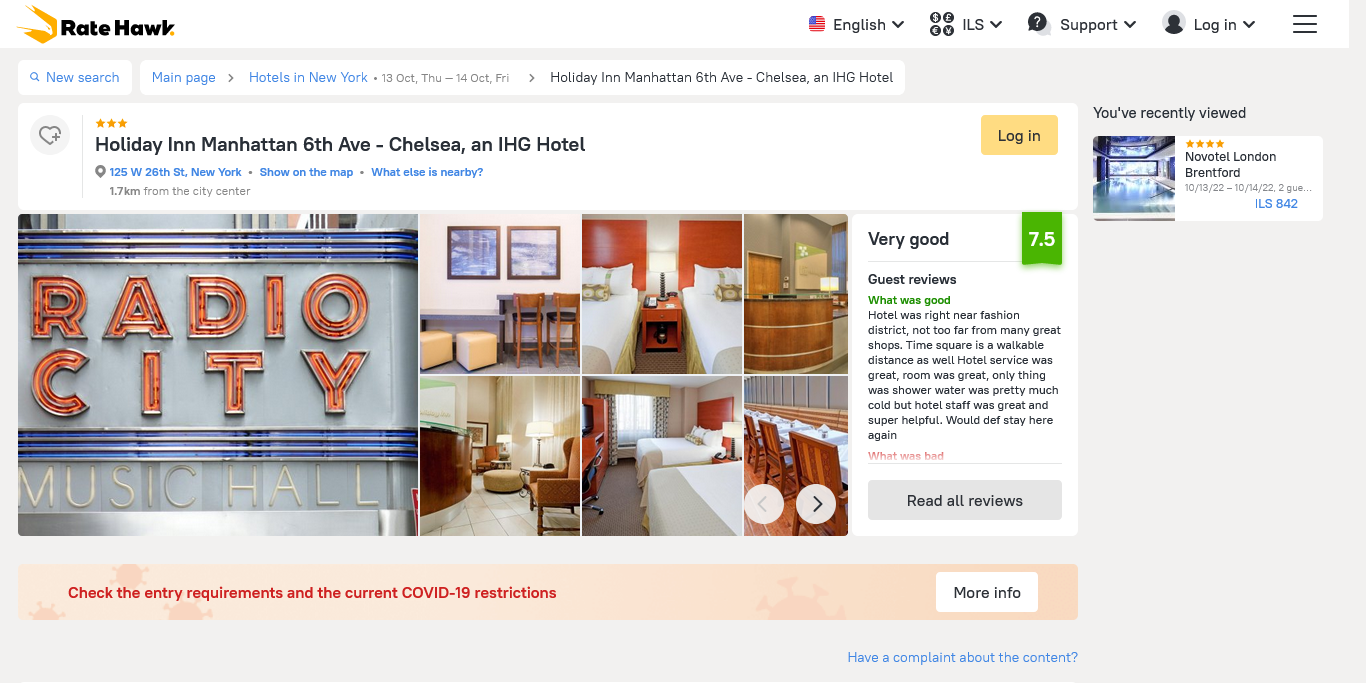 Rate Hawk.
English
ILS
Support
Log in
New search
Main page
Hotels in New York • 13 Oct, Thu — 14 Oct, Fri
Holiday Inn Manhattan 6th Ave - Chelsea, an IHG Hotel
Holiday Inn Manhattan 6th Ave - Chelsea, an IHG Hotel
125 W 26th St, New York • Show on the map • What else is nearby?
1.7km from the city center
Log in
You've recently viewed
Novotel London
Brentford
10/13/22 – 10/14/22, 2 gue...
ILS 842
RADIO
CITY
MUSIC HALL
Very good
7.5
Guest reviews
What was good
Hotel was right near fashion
district, not too far from many great
shops. Time square is a walkable
distance as well Hotel service was
great, room was great, only thing
was shower water was pretty much
cold but hotel staff was great and
super helpful. Would def stay here
again
What was bad
Read all reviews
Check the entry requirements and the current COVID-19 restrictions
More info
Have a complaint about the content?